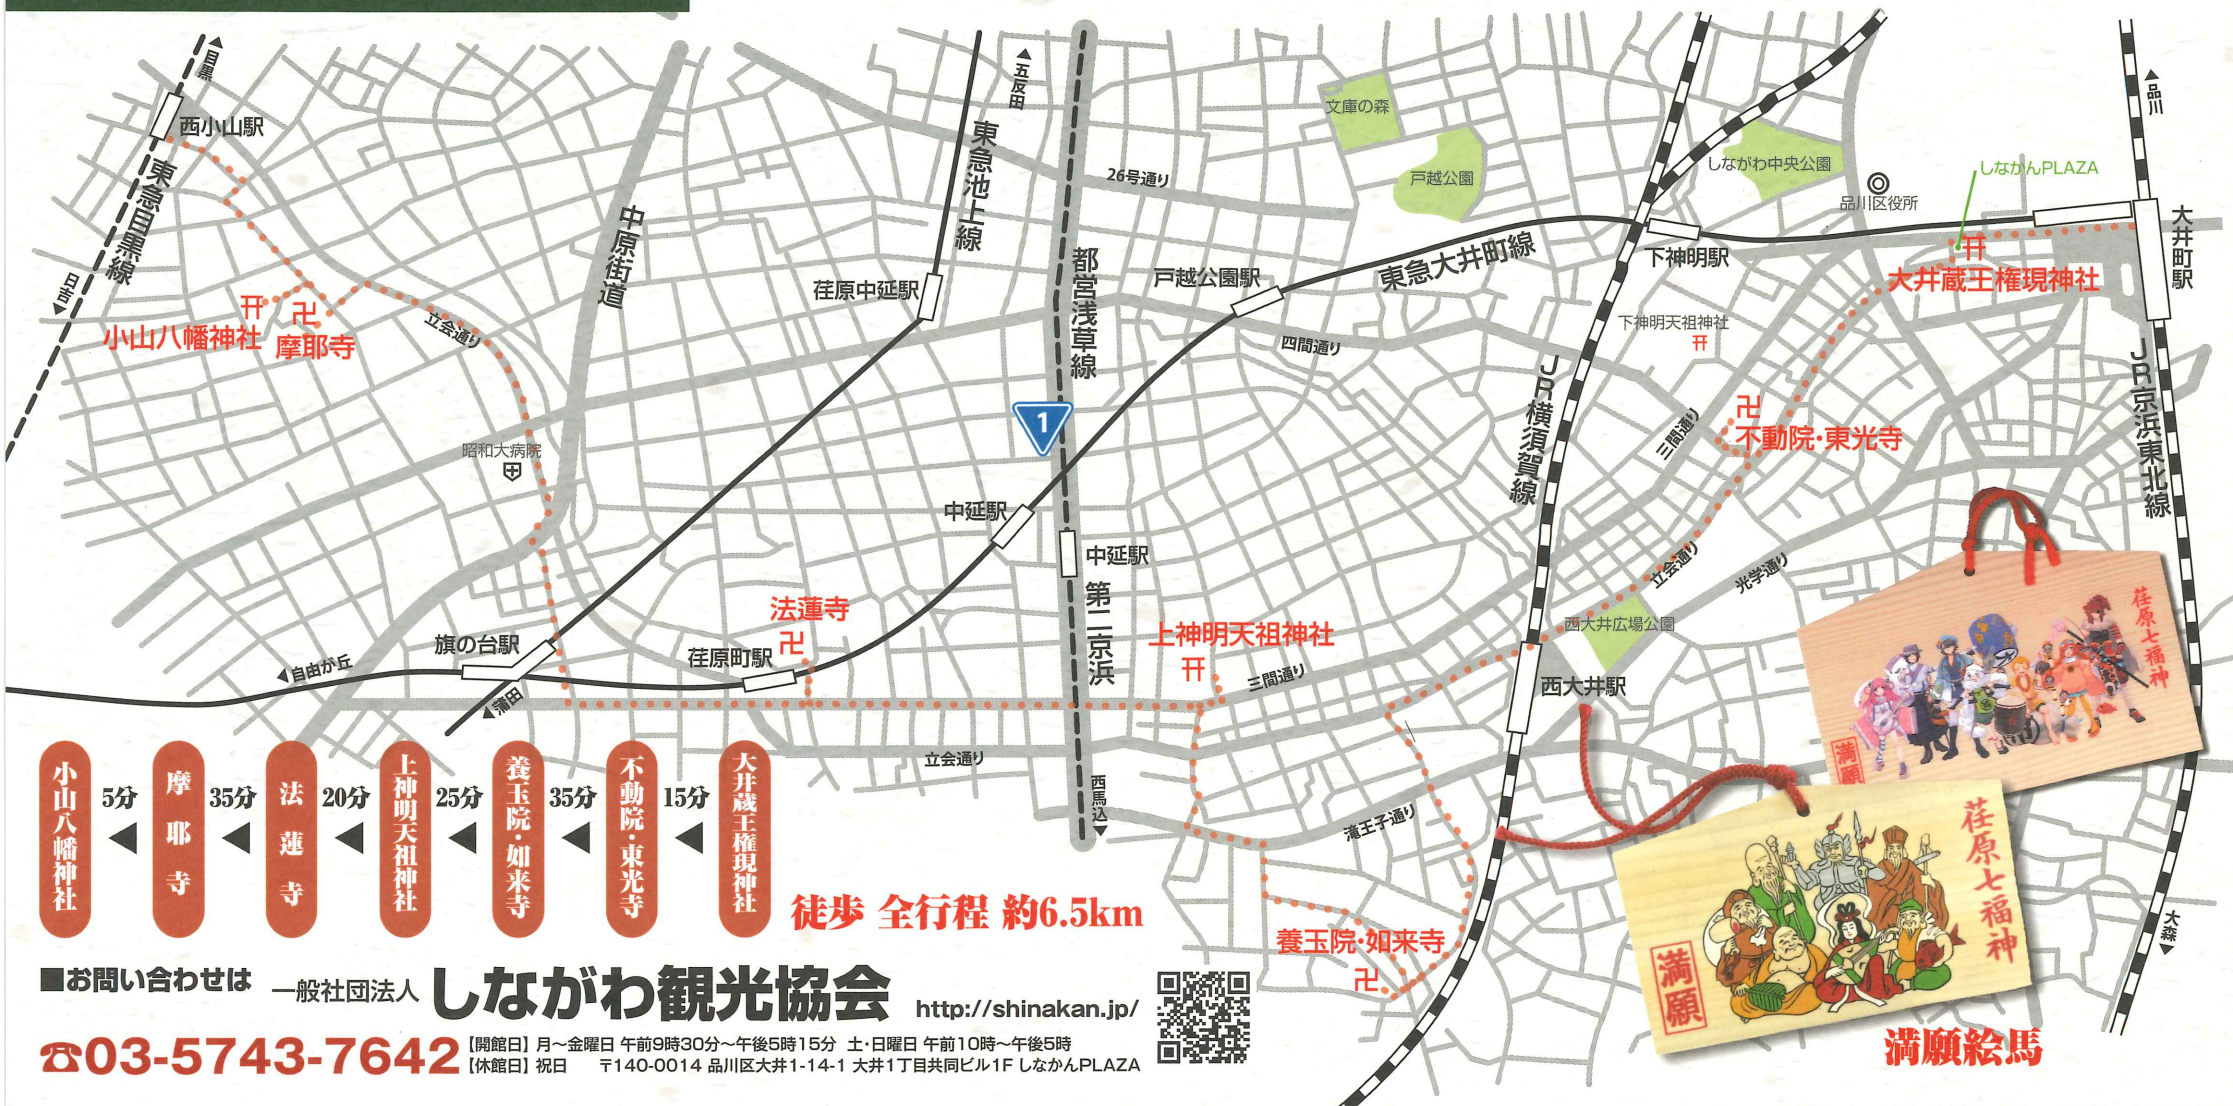 目黒
西小山駅
東急目黒線
日吉
小山八幡神社
摩耶寺
立会通り
中原街道
昭和大病院
五反田
東急池上線
荏原中延駅
都営浅草線
26号通り
文庫の森
戸越公園
戸越公園駅
東急大井町線
四間通り
しながわ中央公園
品川区役所
しながわPLAZA
品川
大井町駅
下神明駅
大井蔵王権現神社
下神明天祖神社
JR横須賀線
三間通り
不動院・東光寺
JR京浜東北線
1
中延駅
中延駅
第二京浜
法蓮寺
旗の台駅
荏原町駅
自由が丘
蒲田
上神明天祖神社
三間通り
立会通り
光学通り
西大井広場公園
西大井駅
立会通り
西馬込
滝王子通り
養玉院・如来寺
大森
荏原七福神
満願
荏原七福神
満願
満願絵馬
小山八幡神社
5分
摩耶寺
35分
法蓮寺
20分
上神明天祖神社
25分
養玉院・如来寺
35分
不動院・東光寺
15分
大井蔵王権現神社
徒歩 全行程 約6.5km
■お問い合わせは 一般社団法人 しながわ観光協会 http://shinakan.jp/
☎03-5743-7642
【開館日】月〜金曜日 午前9時30分〜午後5時15分 土・日曜日 午前10時〜午後5時
【休館日】祝日 〒140-0014 品川区大井1-14-1 大井1丁目共同ビル1F しなかんPLAZA